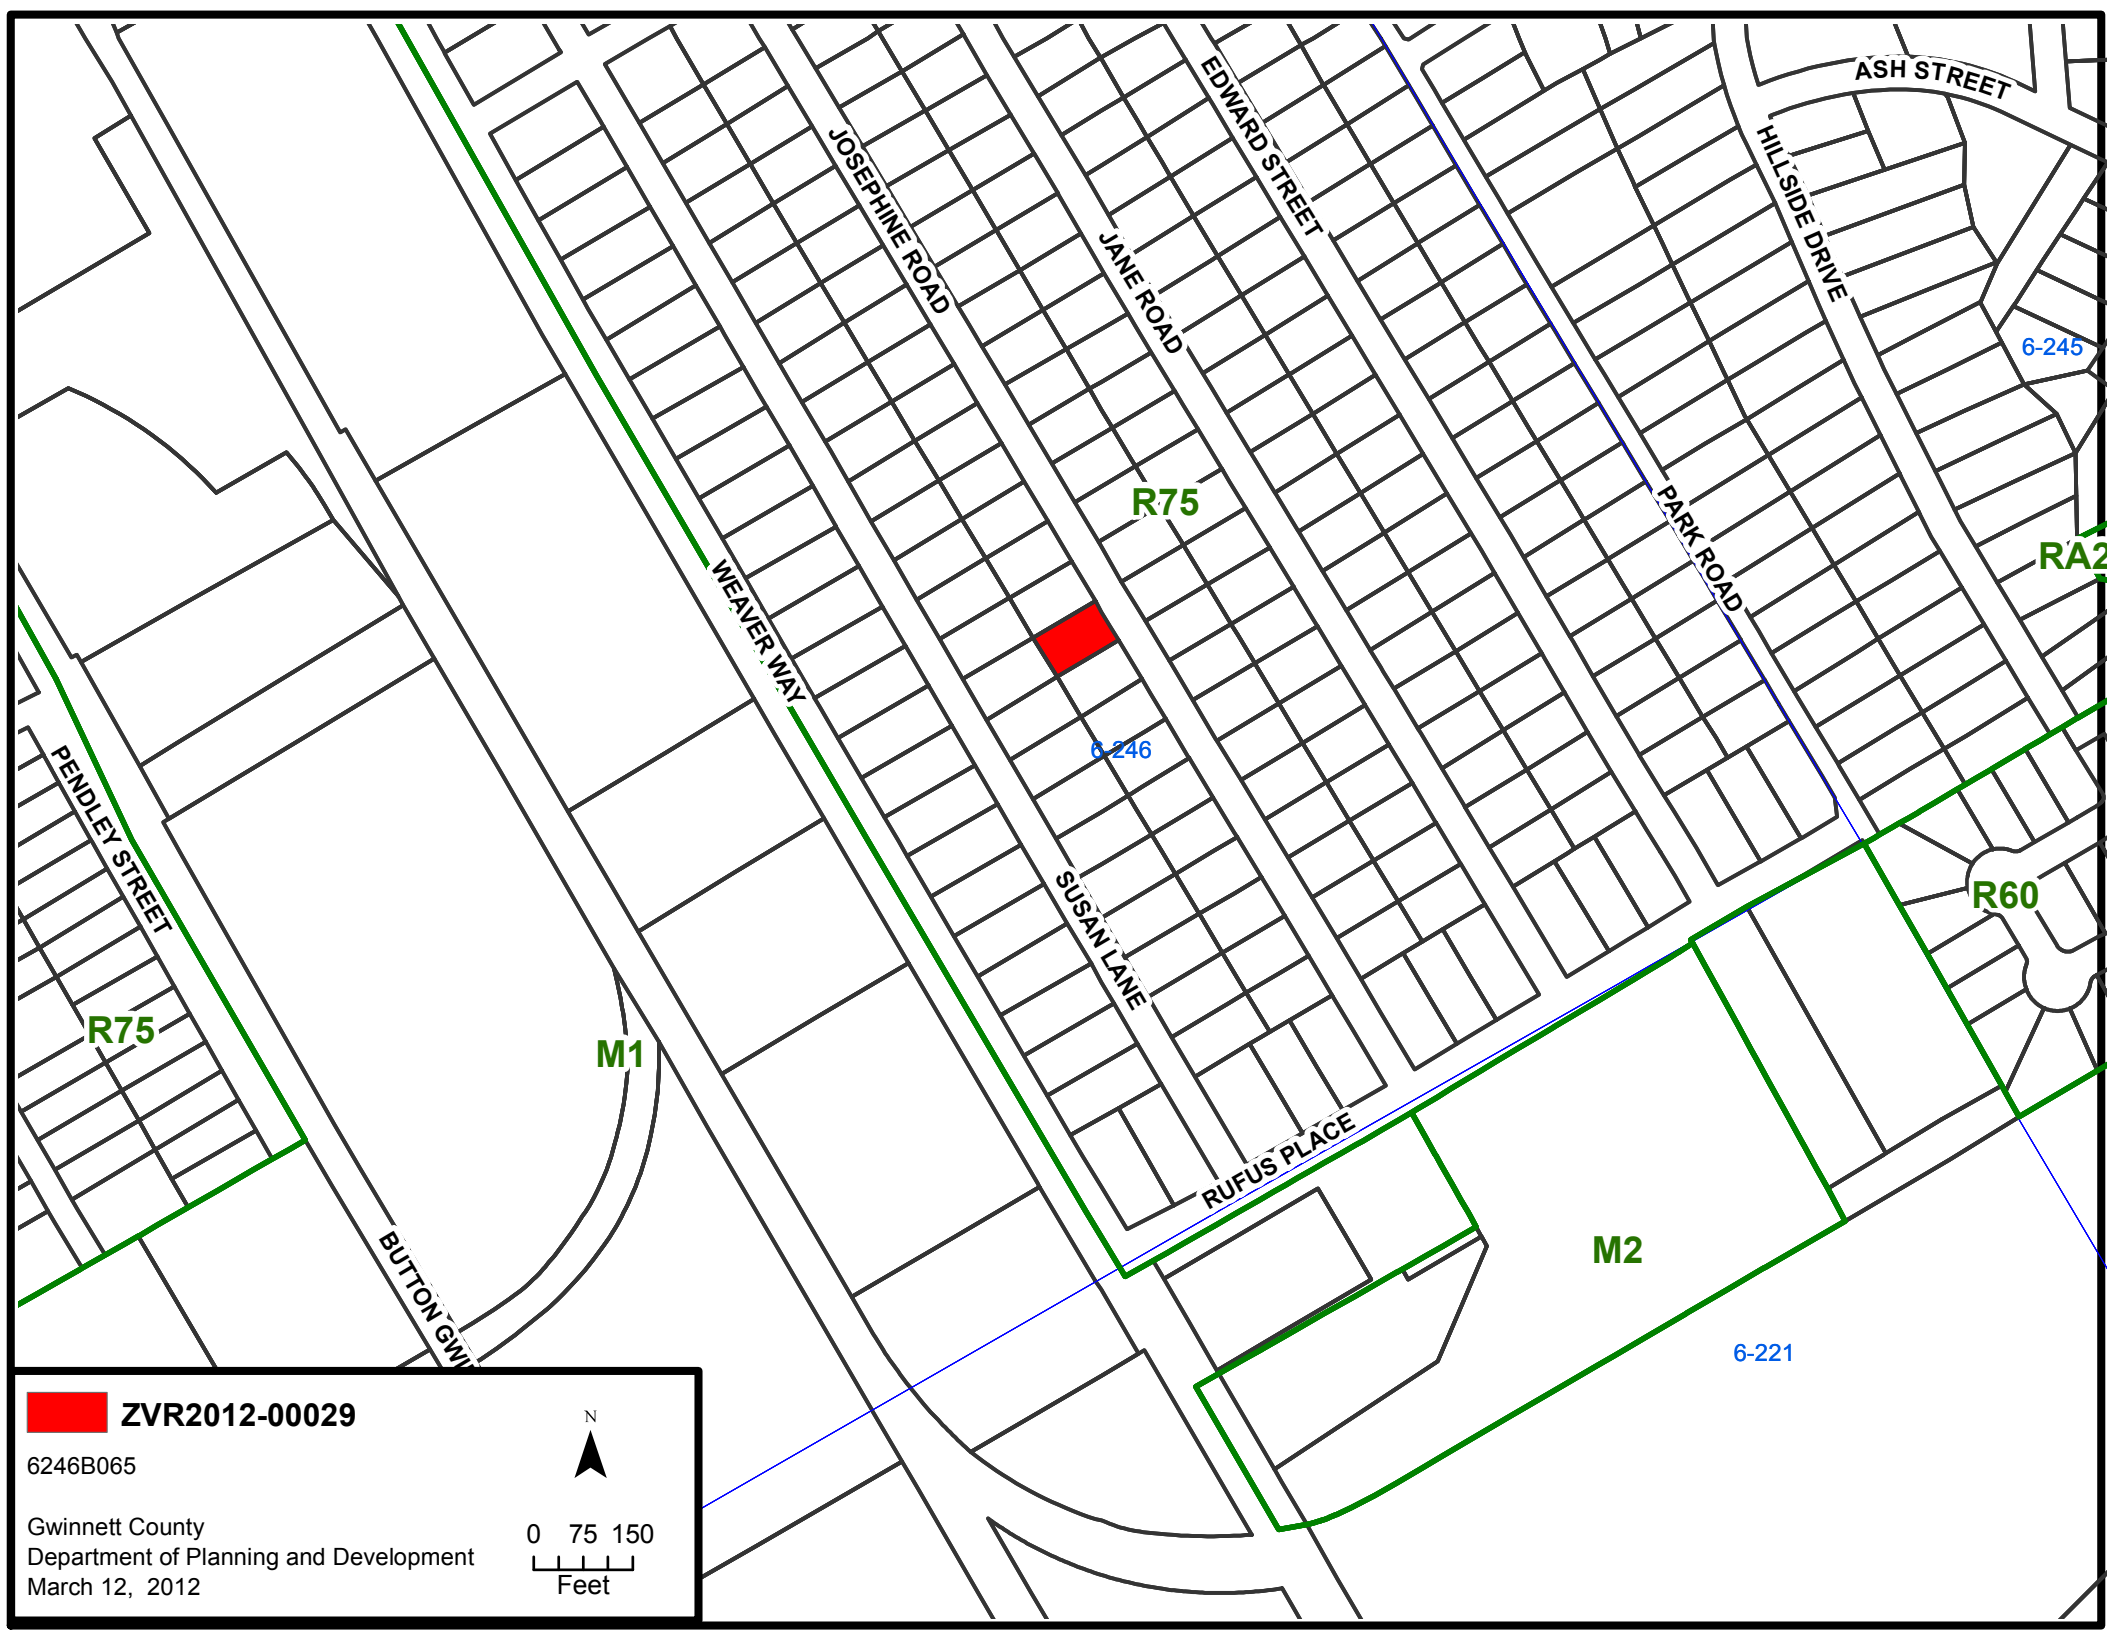 ASH STREET
EDWARD STREET
HILLSIDE DRIVE
JOSEPHINE ROAD
JANE ROAD
6-245
R75
PARK ROAD
RA2
WEAVER WAY
6-246
PENDLEY STREET
SUSAN LANE
R60
R75
M1
RUFUS PLACE
M2
BUTTON GWI
6-221
ZVR2012-00029
N
6246B065
Gwinnett County
0 75 150
Department of Planning and Development
Feet
March 12, 2012